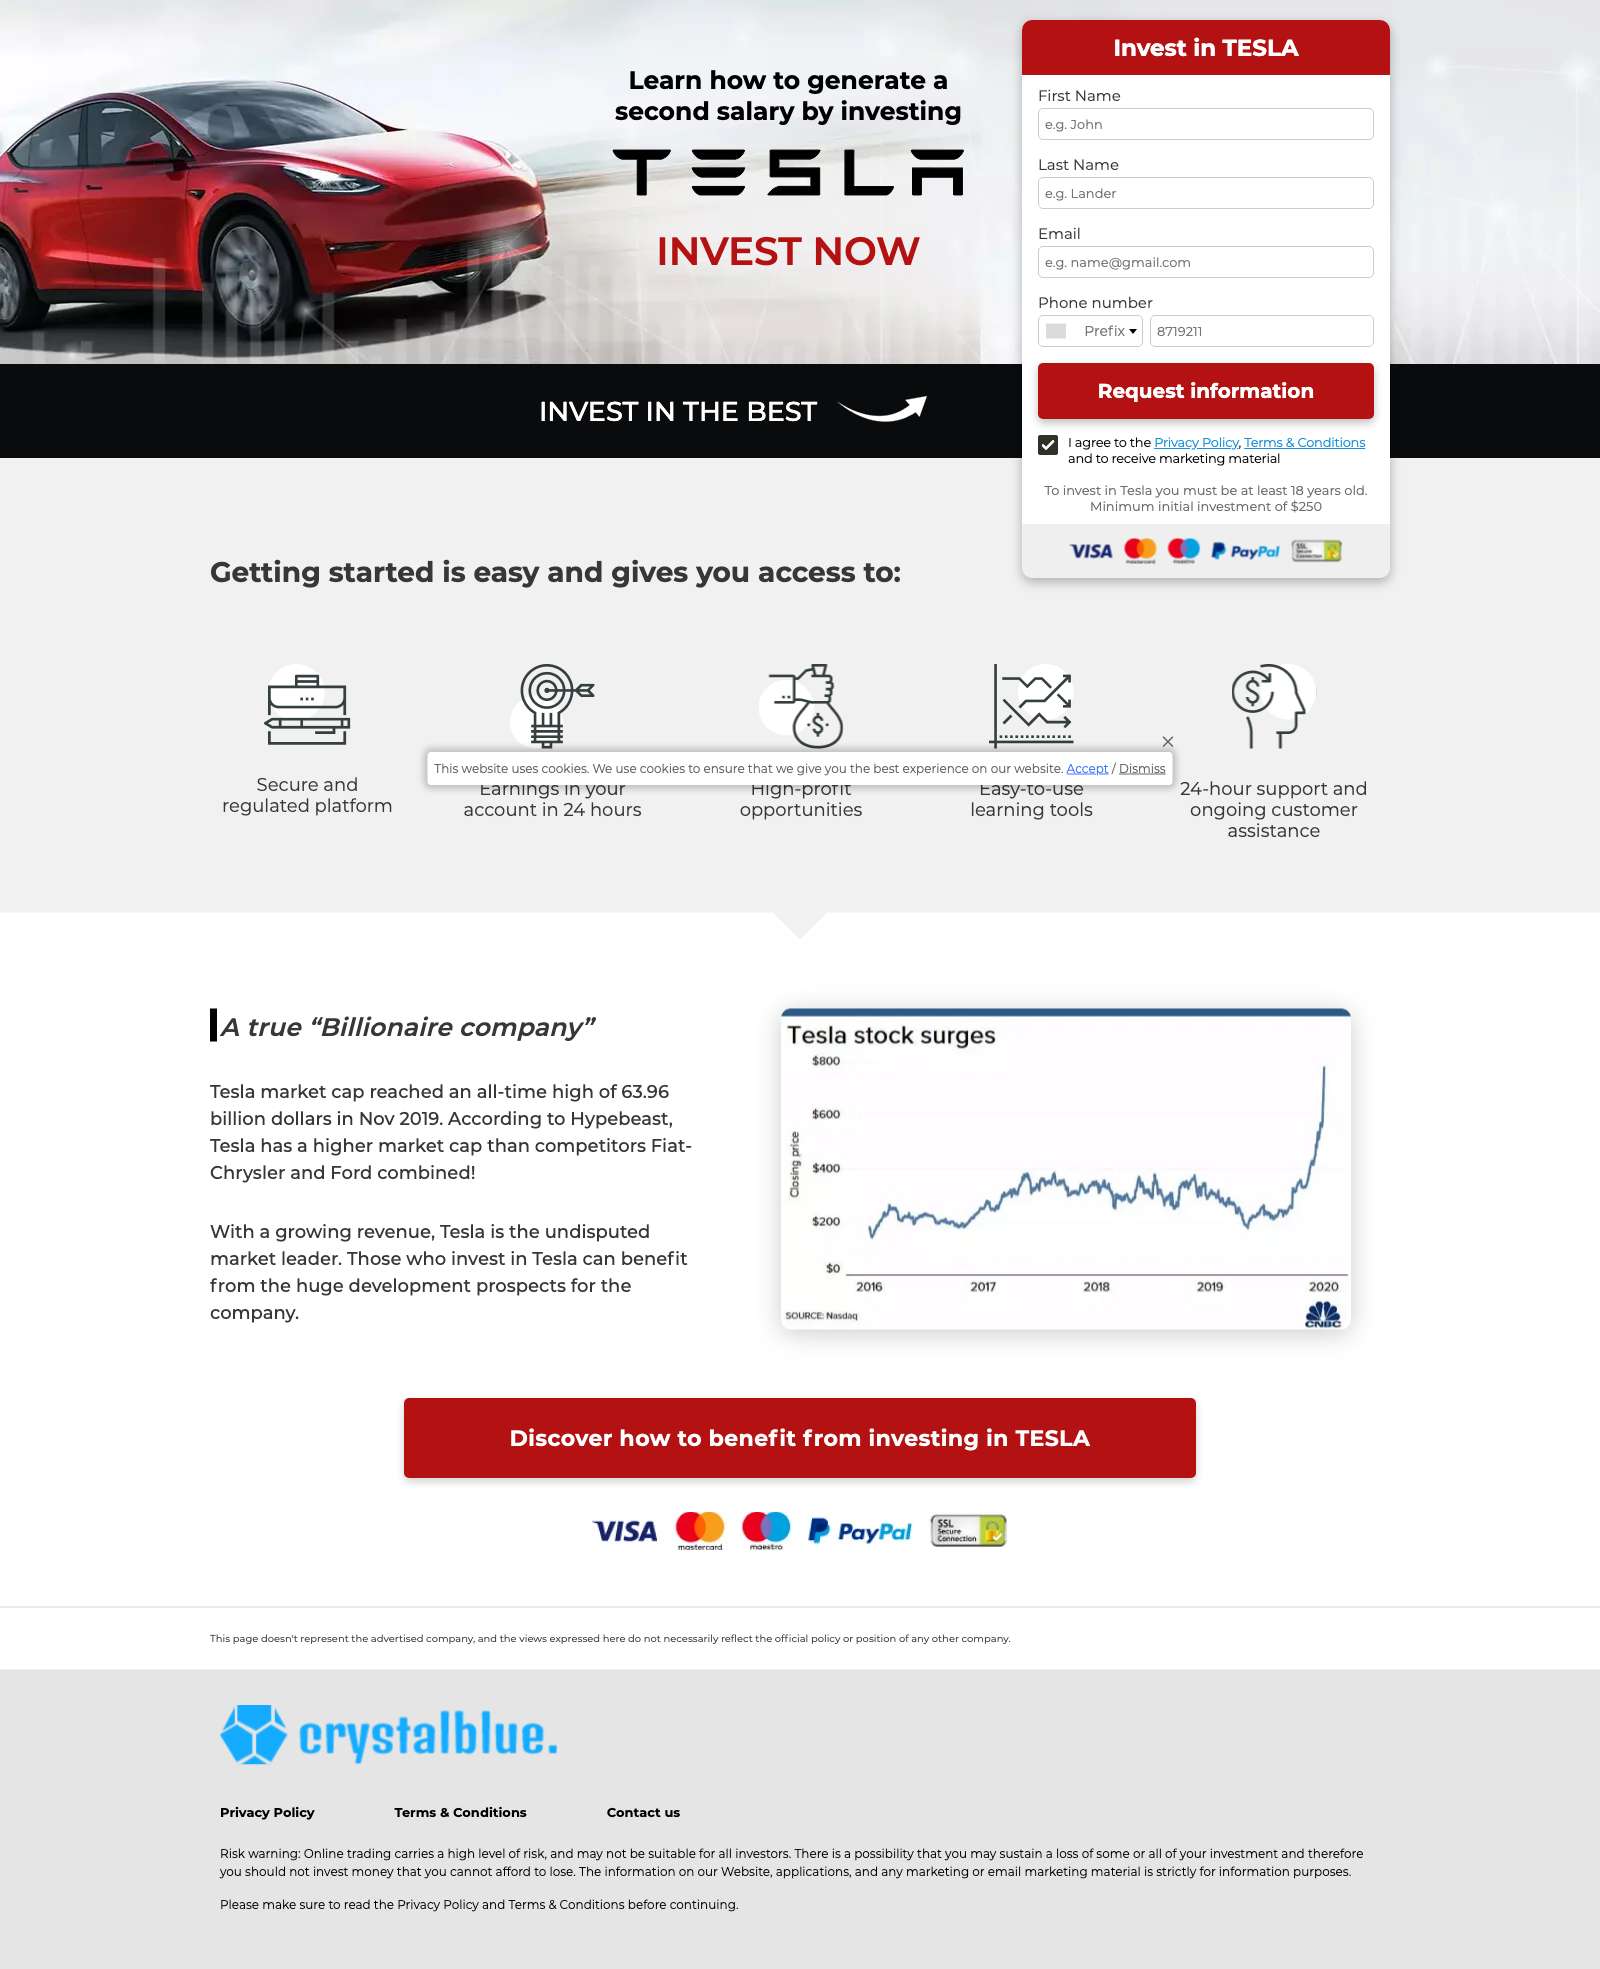 Learn how to generate a
second salary by investing
TESLA
INVEST NOW
INVEST IN THE BEST
Invest in TESLA
First Name
e.g. John
Last Name
e.g. Lander
Email
e.g. name@gmail.com
Phone number
Prefix
8719211
Request information
I agree to the Privacy Policy, Terms & Conditions
and to receive marketing material
To invest in Tesla you must be at least 18 years old.
Minimum initial investment of $250
VISA
mastercard
maestro
PayPal
SSL
Secure
Connection
Getting started is easy and gives you access to:
This website uses cookies. We use cookies to ensure that we give you the best experience on our website. Accept / Dismiss
Secure and
regulated platform
Earnings in your
account in 24 hours
High-profit
opportunities
Easy-to-use
learning tools
24-hour support and
ongoing customer
assistance
A true “Billionaire company”
Tesla market cap reached an all-time high of 63.96
billion dollars in Nov 2019. According to Hypebeast,
Tesla has a higher market cap than competitors Fiat-
Chrysler and Ford combined!
With a growing revenue, Tesla is the undisputed
market leader. Those who invest in Tesla can benefit
from the huge development prospects for the
company.
Tesla stock surges
$800
$600
$400
$200
$0
Closing price
2016
2017
2018
2019
2020
SOURCE: Nasdaq
CNBC
Discover how to benefit from investing in TESLA
VISA
mastercard
maestro
PayPal
SSL
Secure
Connection
This page doesn't represent the advertised company, and the views expressed here do not necessarily reflect the official policy or position of any other company.
crystalblue.
Privacy Policy
Terms & Conditions
Contact us
Risk warning: Online trading carries a high level of risk, and may not be suitable for all investors. There is a possibility that you may sustain a loss of some or all of your investment and therefore
you should not invest money that you cannot afford to lose. The information on our Website, applications, and any marketing or email marketing material is strictly for information purposes.
Please make sure to read the Privacy Policy and Terms & Conditions before continuing.